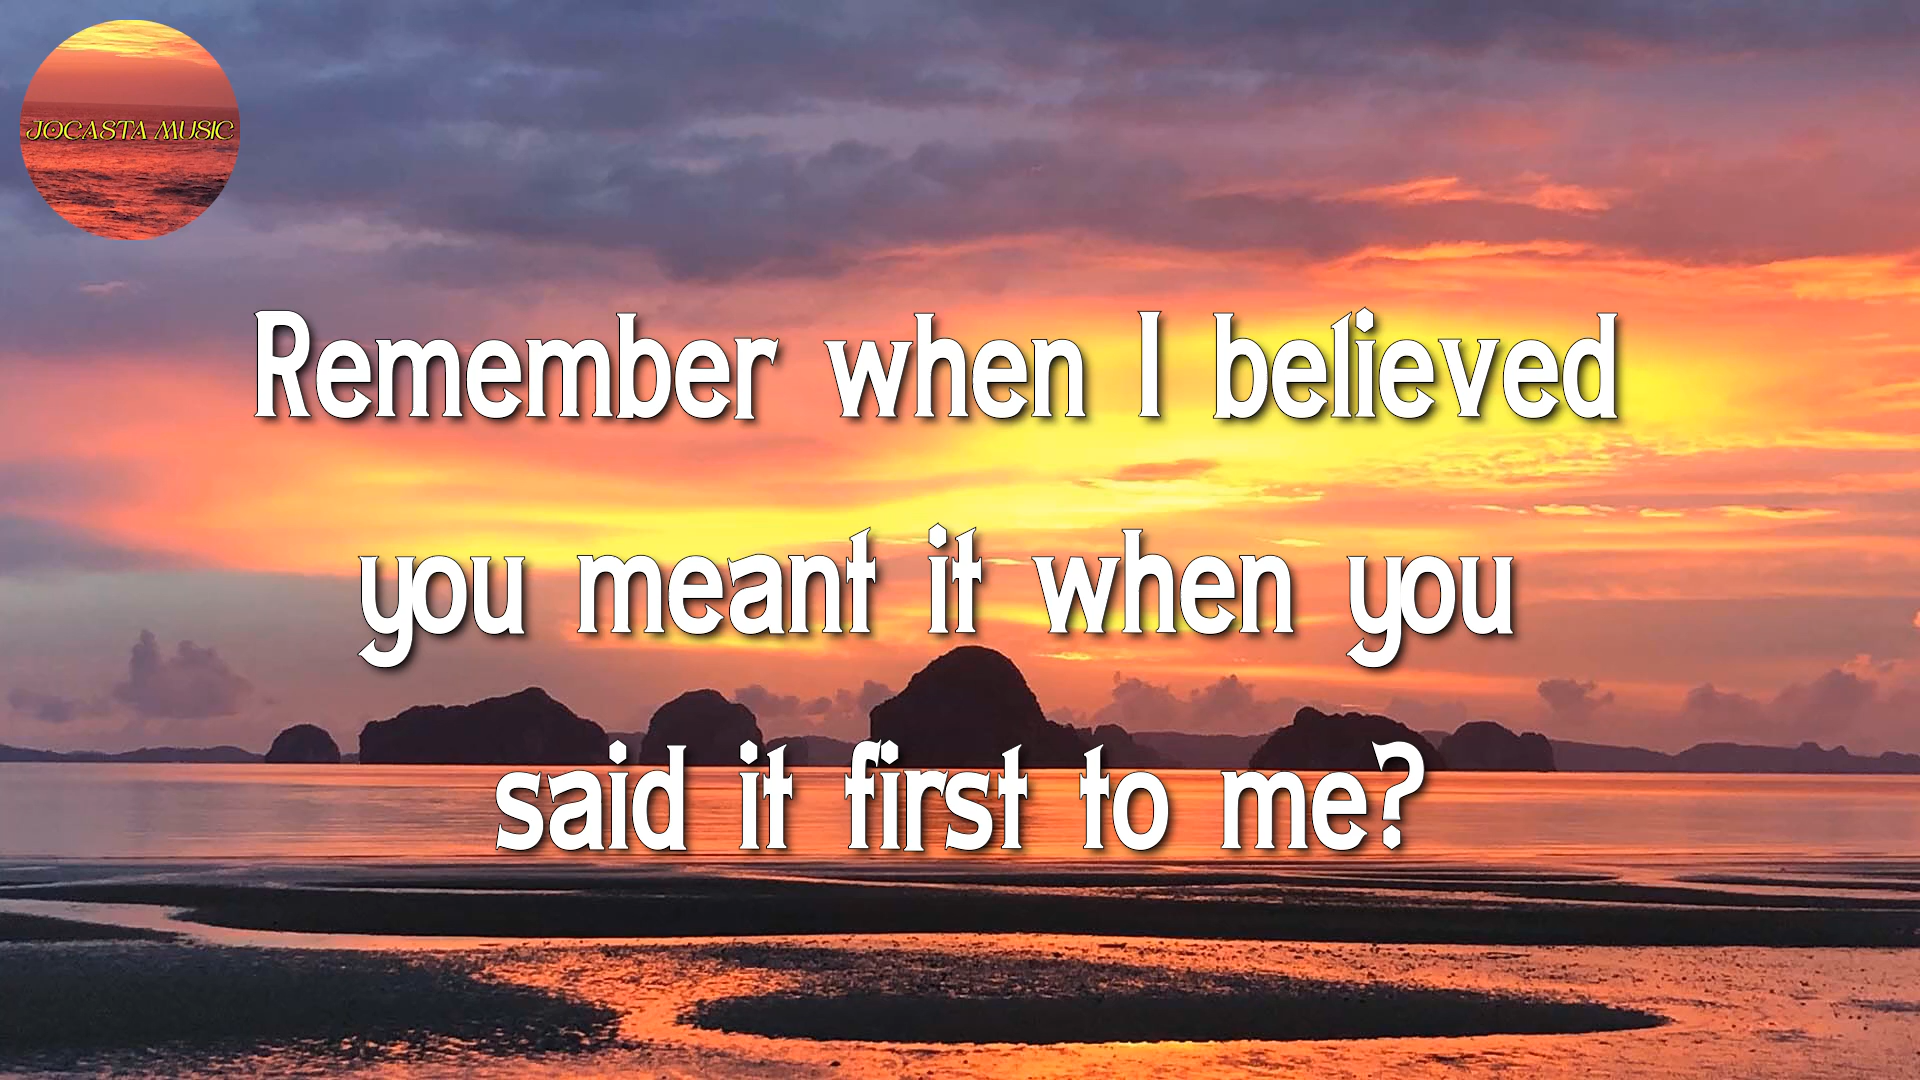 JOCASTA MUSIC
Remember when I believed
you meant it when you
said it first to me?